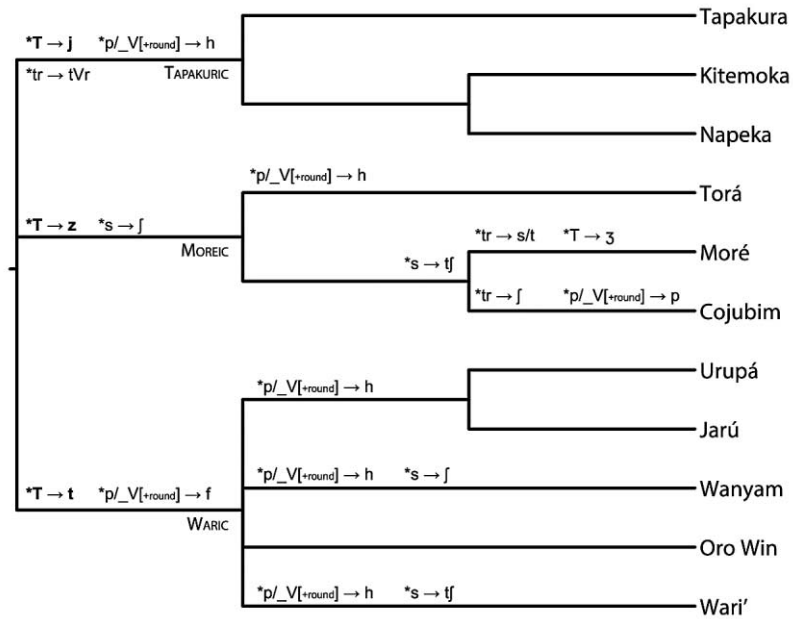 Tapakura
*T → j *p/_V[+round] → h
*tr → tVr TAPAKURIC
Kitemoka
Napeka
*p/_V[+round] → h
Torá
*T → z *s → ʃ
MOREIC
*tr → s/t *T → ʒ
Moré
*s → tʃ
*tr → ʃ *p/_V[+round] → p
Cojubim
Urupá
*p/_V[+round] → h
Jarú
*p/_V[+round] → h *s → ʃ
Wanyam
*T → t *p/_V[+round] → f
WARIC
Oro Win
*p/_V[+round] → h *s → tʃ
Wari’